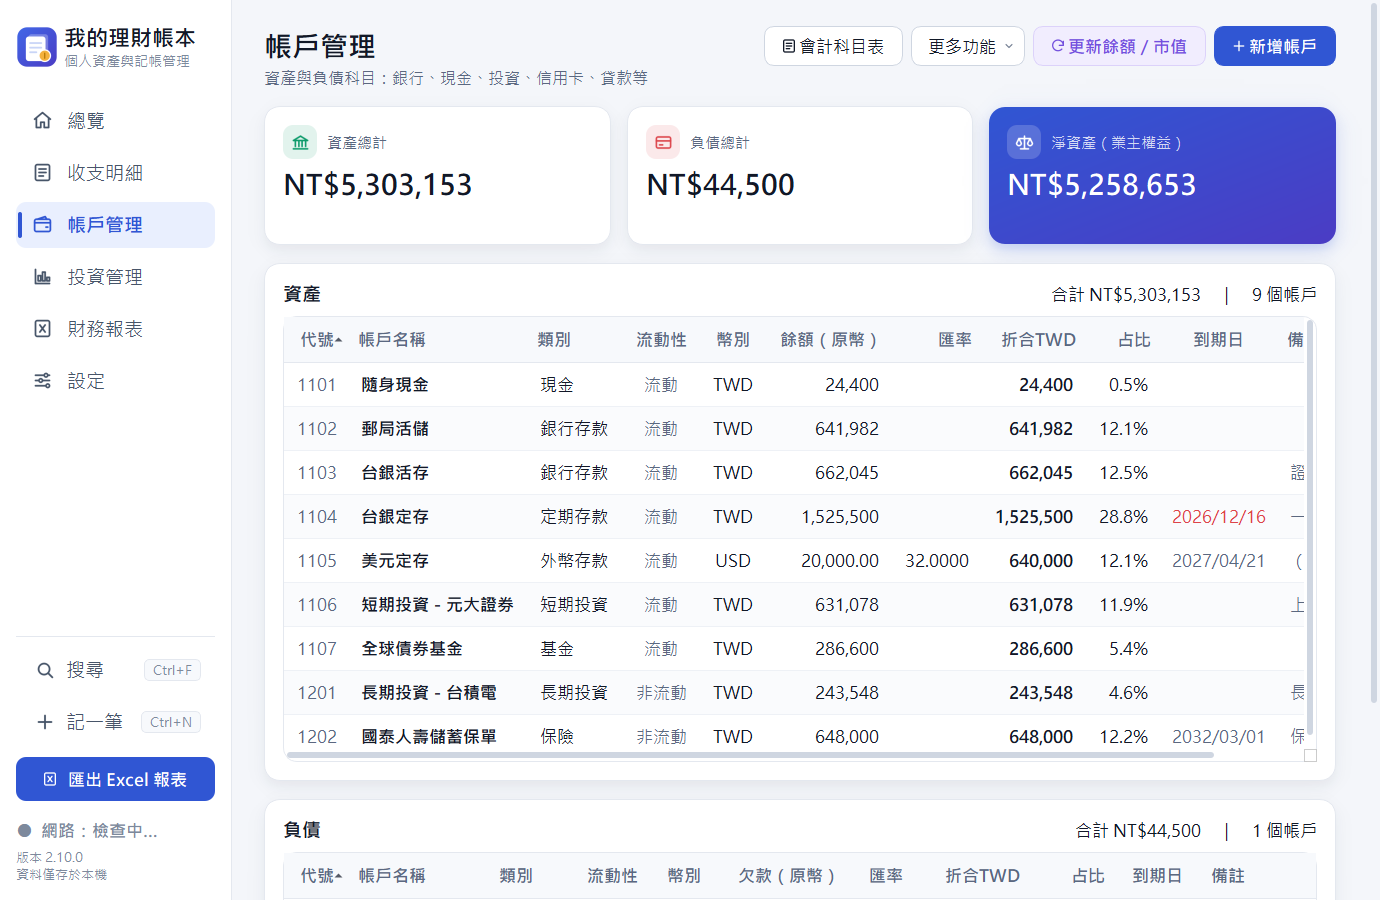 我的理財帳本
個人資產與記帳管理
總覽
收支明細
帳戶管理
投資管理
財務報表
設定
搜尋 Ctrl+F
記一筆 Ctrl+N
匯出 Excel 報表
網路：檢查中...
版本 2.10.0
資料僅存於本機
帳戶管理
資產與負債科目：銀行、現金、投資、信用卡、貸款等
會計科目表
更多功能
更新餘額 / 市值
新增帳戶
資產總計
NT$5,303,153
負債總計
NT$44,500
淨資產（業主權益）
NT$5,258,653
資產 合計 NT$5,303,153 | 9 個帳戶
代號 帳戶名稱 類別 流動性 幣別 餘額（原幣） 匯率 折合TWD 占比 到期日 備
1101 隨身現金 現金 流動 TWD 24,400 24,400 0.5%
1102 郵局活儲 銀行存款 流動 TWD 641,982 641,982 12.1%
1103 台銀活存 銀行存款 流動 TWD 662,045 662,045 12.5% 證
1104 台銀定存 定期存款 流動 TWD 1,525,500 1,525,500 28.8% 2026/12/16 一
1105 美元定存 外幣存款 流動 USD 20,000.00 32.0000 640,000 12.1% 2027/04/21 （
1106 短期投資 - 元大證券 短期投資 流動 TWD 631,078 631,078 11.9% 上
1107 全球債券基金 基金 流動 TWD 286,600 286,600 5.4%
1201 長期投資 - 台積電 長期投資 非流動 TWD 243,548 243,548 4.6% 長
1202 國泰人壽儲蓄保單 保險 非流動 TWD 648,000 648,000 12.2% 2032/03/01 保
負債 合計 NT$44,500 | 1 個帳戶
代號 帳戶名稱 類別 流動性 幣別 欠款（原幣） 匯率 折合TWD 占比 到期日 備註